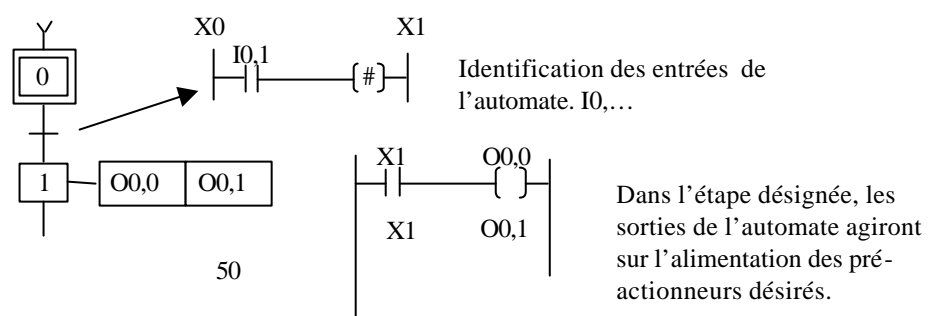 X0 X1
I0,1
0
#
Identification des entrées de
l'automate. I0,…
1 O0,0 O0,1
X1 O0,0
X1 O0,1
Dans l'étape désignée, les
sorties de l'automate agiront
sur l'alimentation des pré-
actionneurs désirés.
50